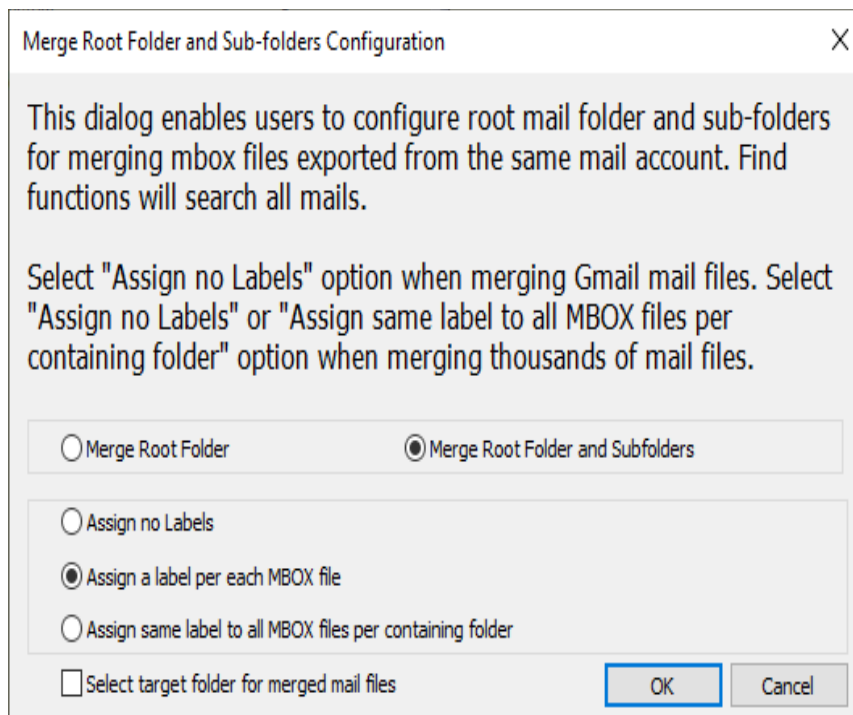 Merge Root Folder and Sub-folders Configuration
This dialog enables users to configure root mail folder and sub-folders
for merging mbox files exported from the same mail account. Find
functions will search all mails.
Select "Assign no Labels" option when merging Gmail mail files. Select
"Assign no Labels" or "Assign same label to all MBOX files per
containing folder" option when merging thousands of mail files.
Merge Root Folder
Merge Root Folder and Subfolders
Assign no Labels
Assign a label per each MBOX file
Assign same label to all MBOX files per containing folder
Select target folder for merged mail files
OK
Cancel